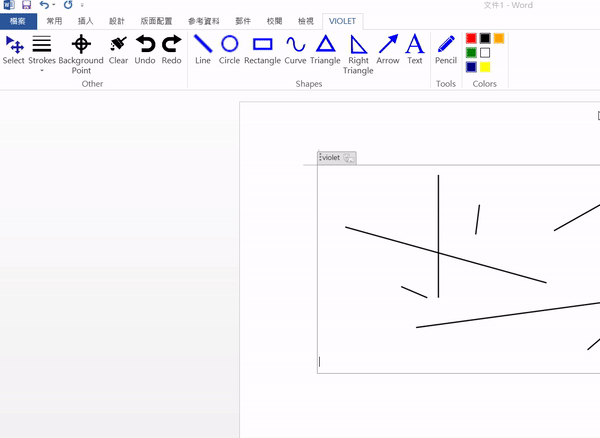 文件1 - Word
檔案 常用 插入 設計 版面配置 參考資料 郵件 校閱 檢視 VIOLET
Select Strokes Background Point Clear Undo Redo Line Circle Rectangle Curve Triangle Right Triangle Arrow Text Pencil
Other Shapes Tools Colors
violet